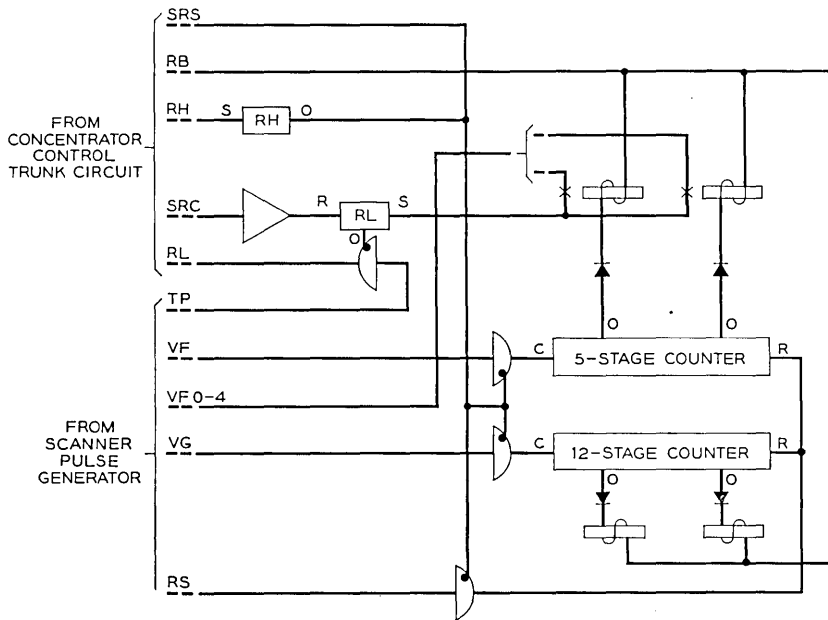 SRS
RB
RH
S RH O
FROM
CONCENTRATOR
CONTROL
TRUNK CIRCUIT
SRC
R RL S
O
RL
TP
O O
VF
C 5-STAGE COUNTER R
VF 0-4
FROM
SCANNER
PULSE
GENERATOR
VG
C 12-STAGE COUNTER R
O O
RS